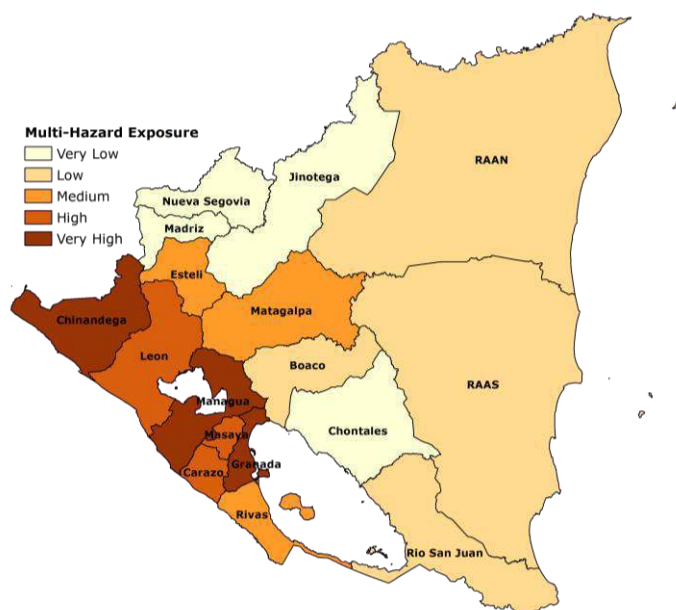 Multi-Hazard Exposure
Very Low
Low
Medium
High
Very High
RAAN
Jinotega
Nueva Segovia
Madriz
Esteli
Matagalpa
Chinandega
Leon
Boaco
RAAS
Managua
Chontales
Masaya
Granada
Carazo
Rivas
Rio San Juan